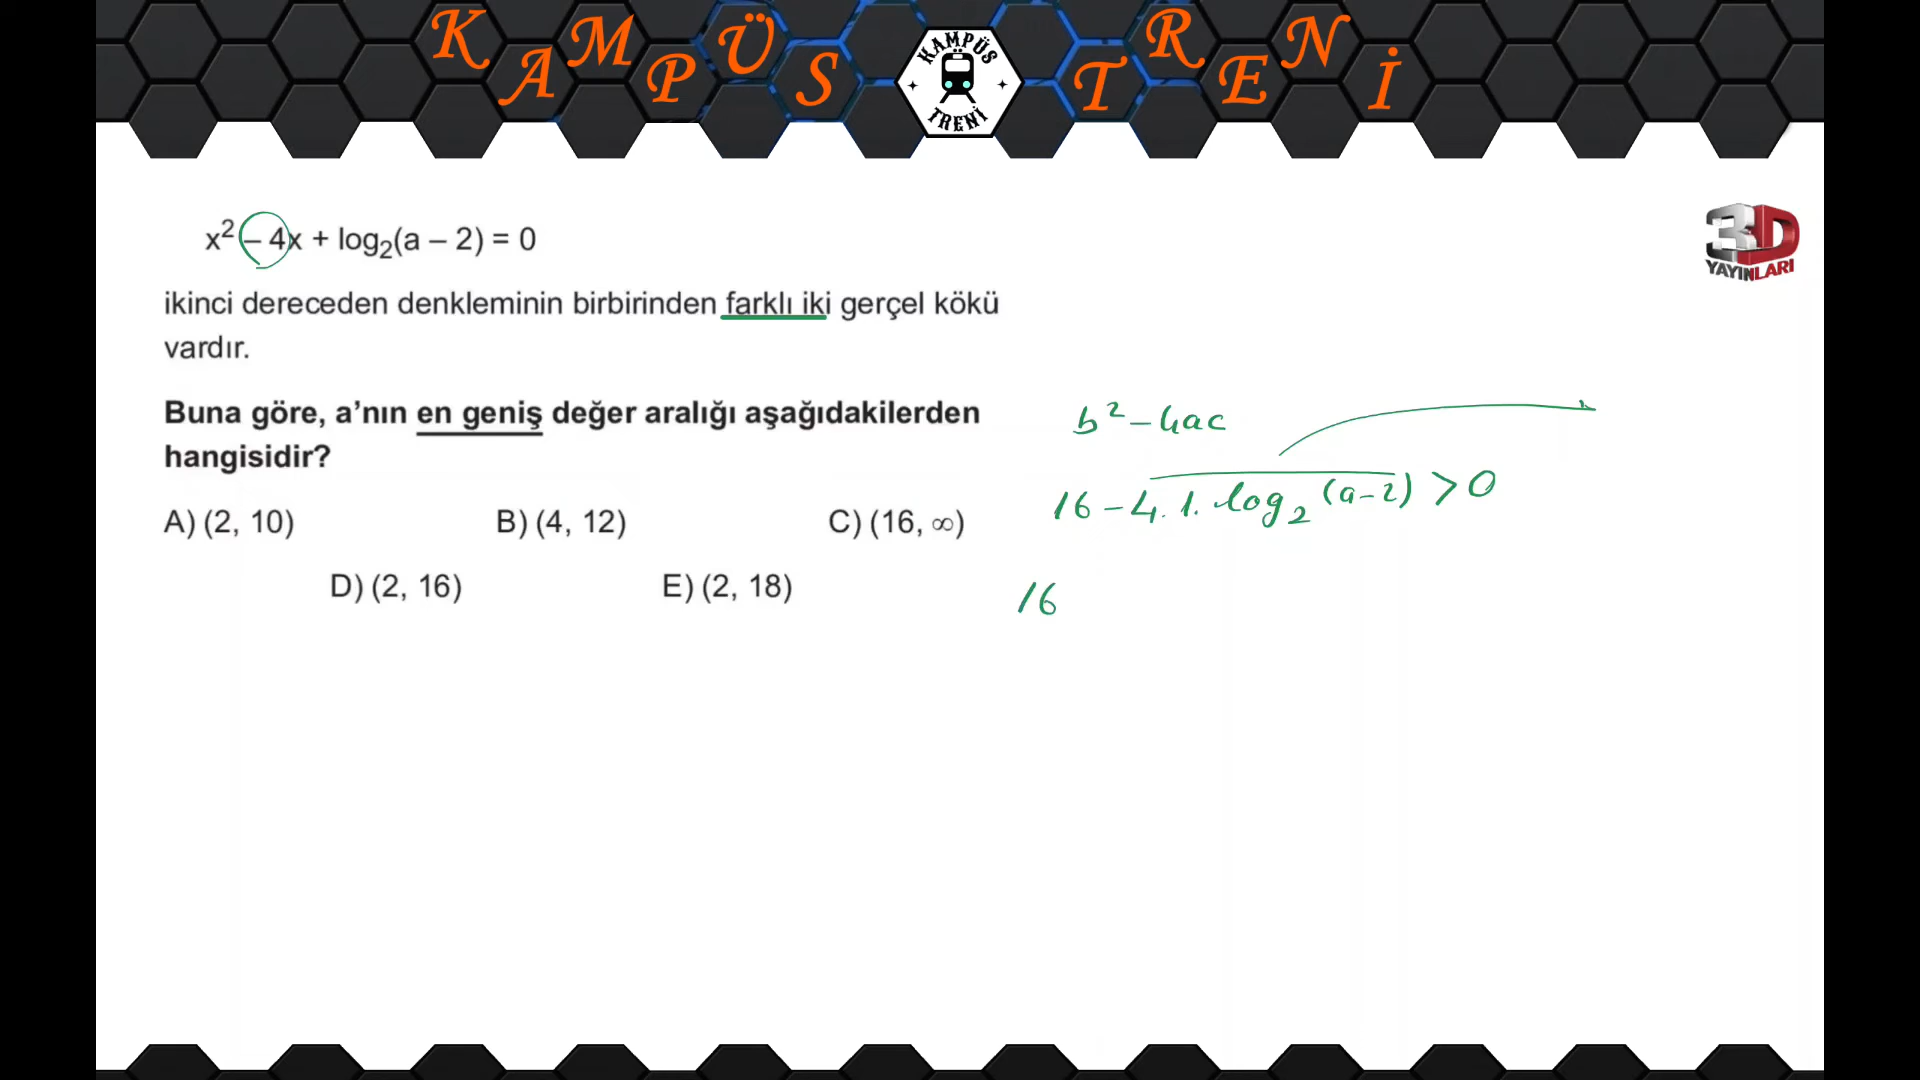 KAMPÜS TRENİ
KAMPÜS
TRENİ
3D
YAYINLARI
x² – 4x + log₂(a – 2) = 0
ikinci dereceden denkleminin birbirinden farklı iki gerçel kökü
vardır.
Buna göre, a’nın en geniş değer aralığı aşağıdakilerden
hangisidir?
A) (2, 10) B) (4, 12) C) (16, ∞)
D) (2, 16) E) (2, 18)
b² – 4ac
16 – 4.1.log₂(a–2) > 0
16